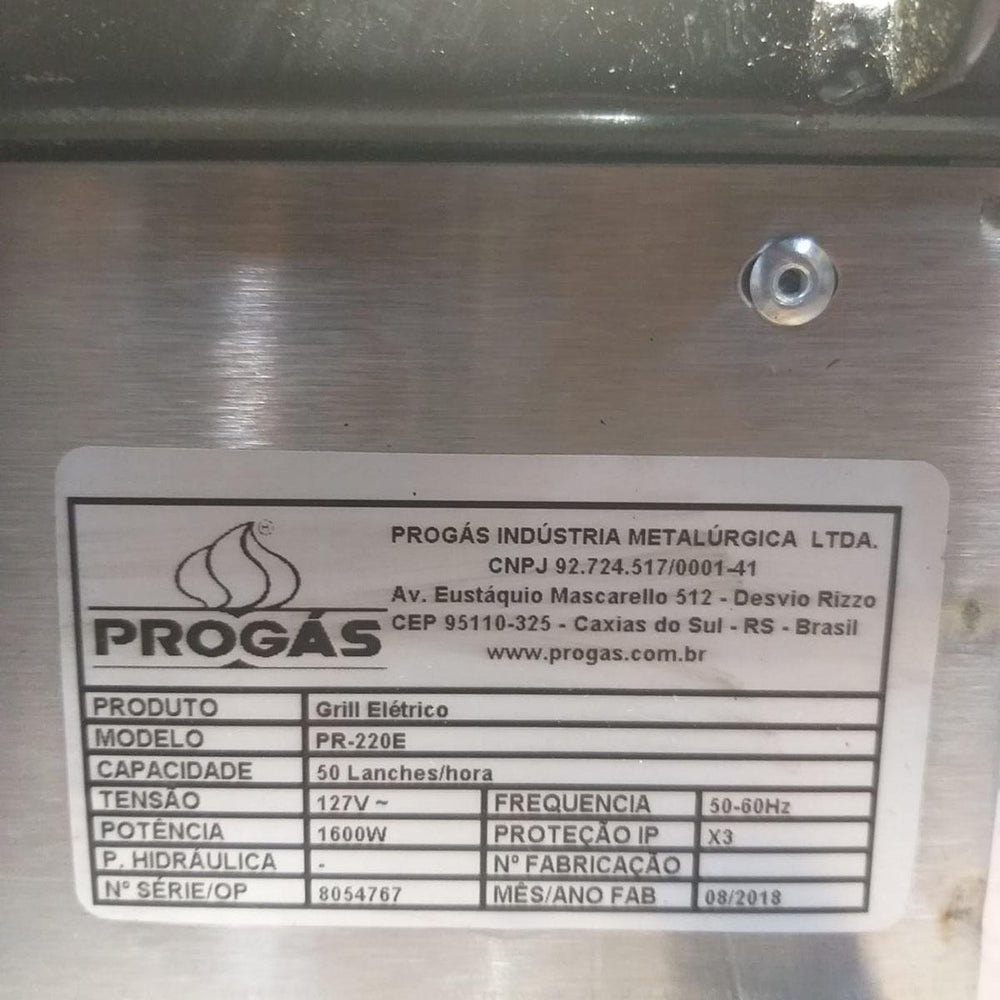 PROGÁS
PROGÁS INDÚSTRIA METALÚRGICA LTDA.
CNPJ 92.724.517/0001-41
Av. Eustáquio Mascarello 512 - Desvio Rizzo
CEP 95110-325 - Caxias do Sul - RS - Brasil
www.progas.com.br
PRODUTO Grill Elétrico
MODELO PR-220E
CAPACIDADE 50 Lanches/hora
TENSÃO 127V ~ FREQUENCIA 50-60Hz
POTÊNCIA 1600W PROTEÇÃO IP X3
P. HIDRÁULICA - Nº FABRICAÇÃO
Nº SÉRIE/OP 8054767 MÊS/ANO FAB 08/2018